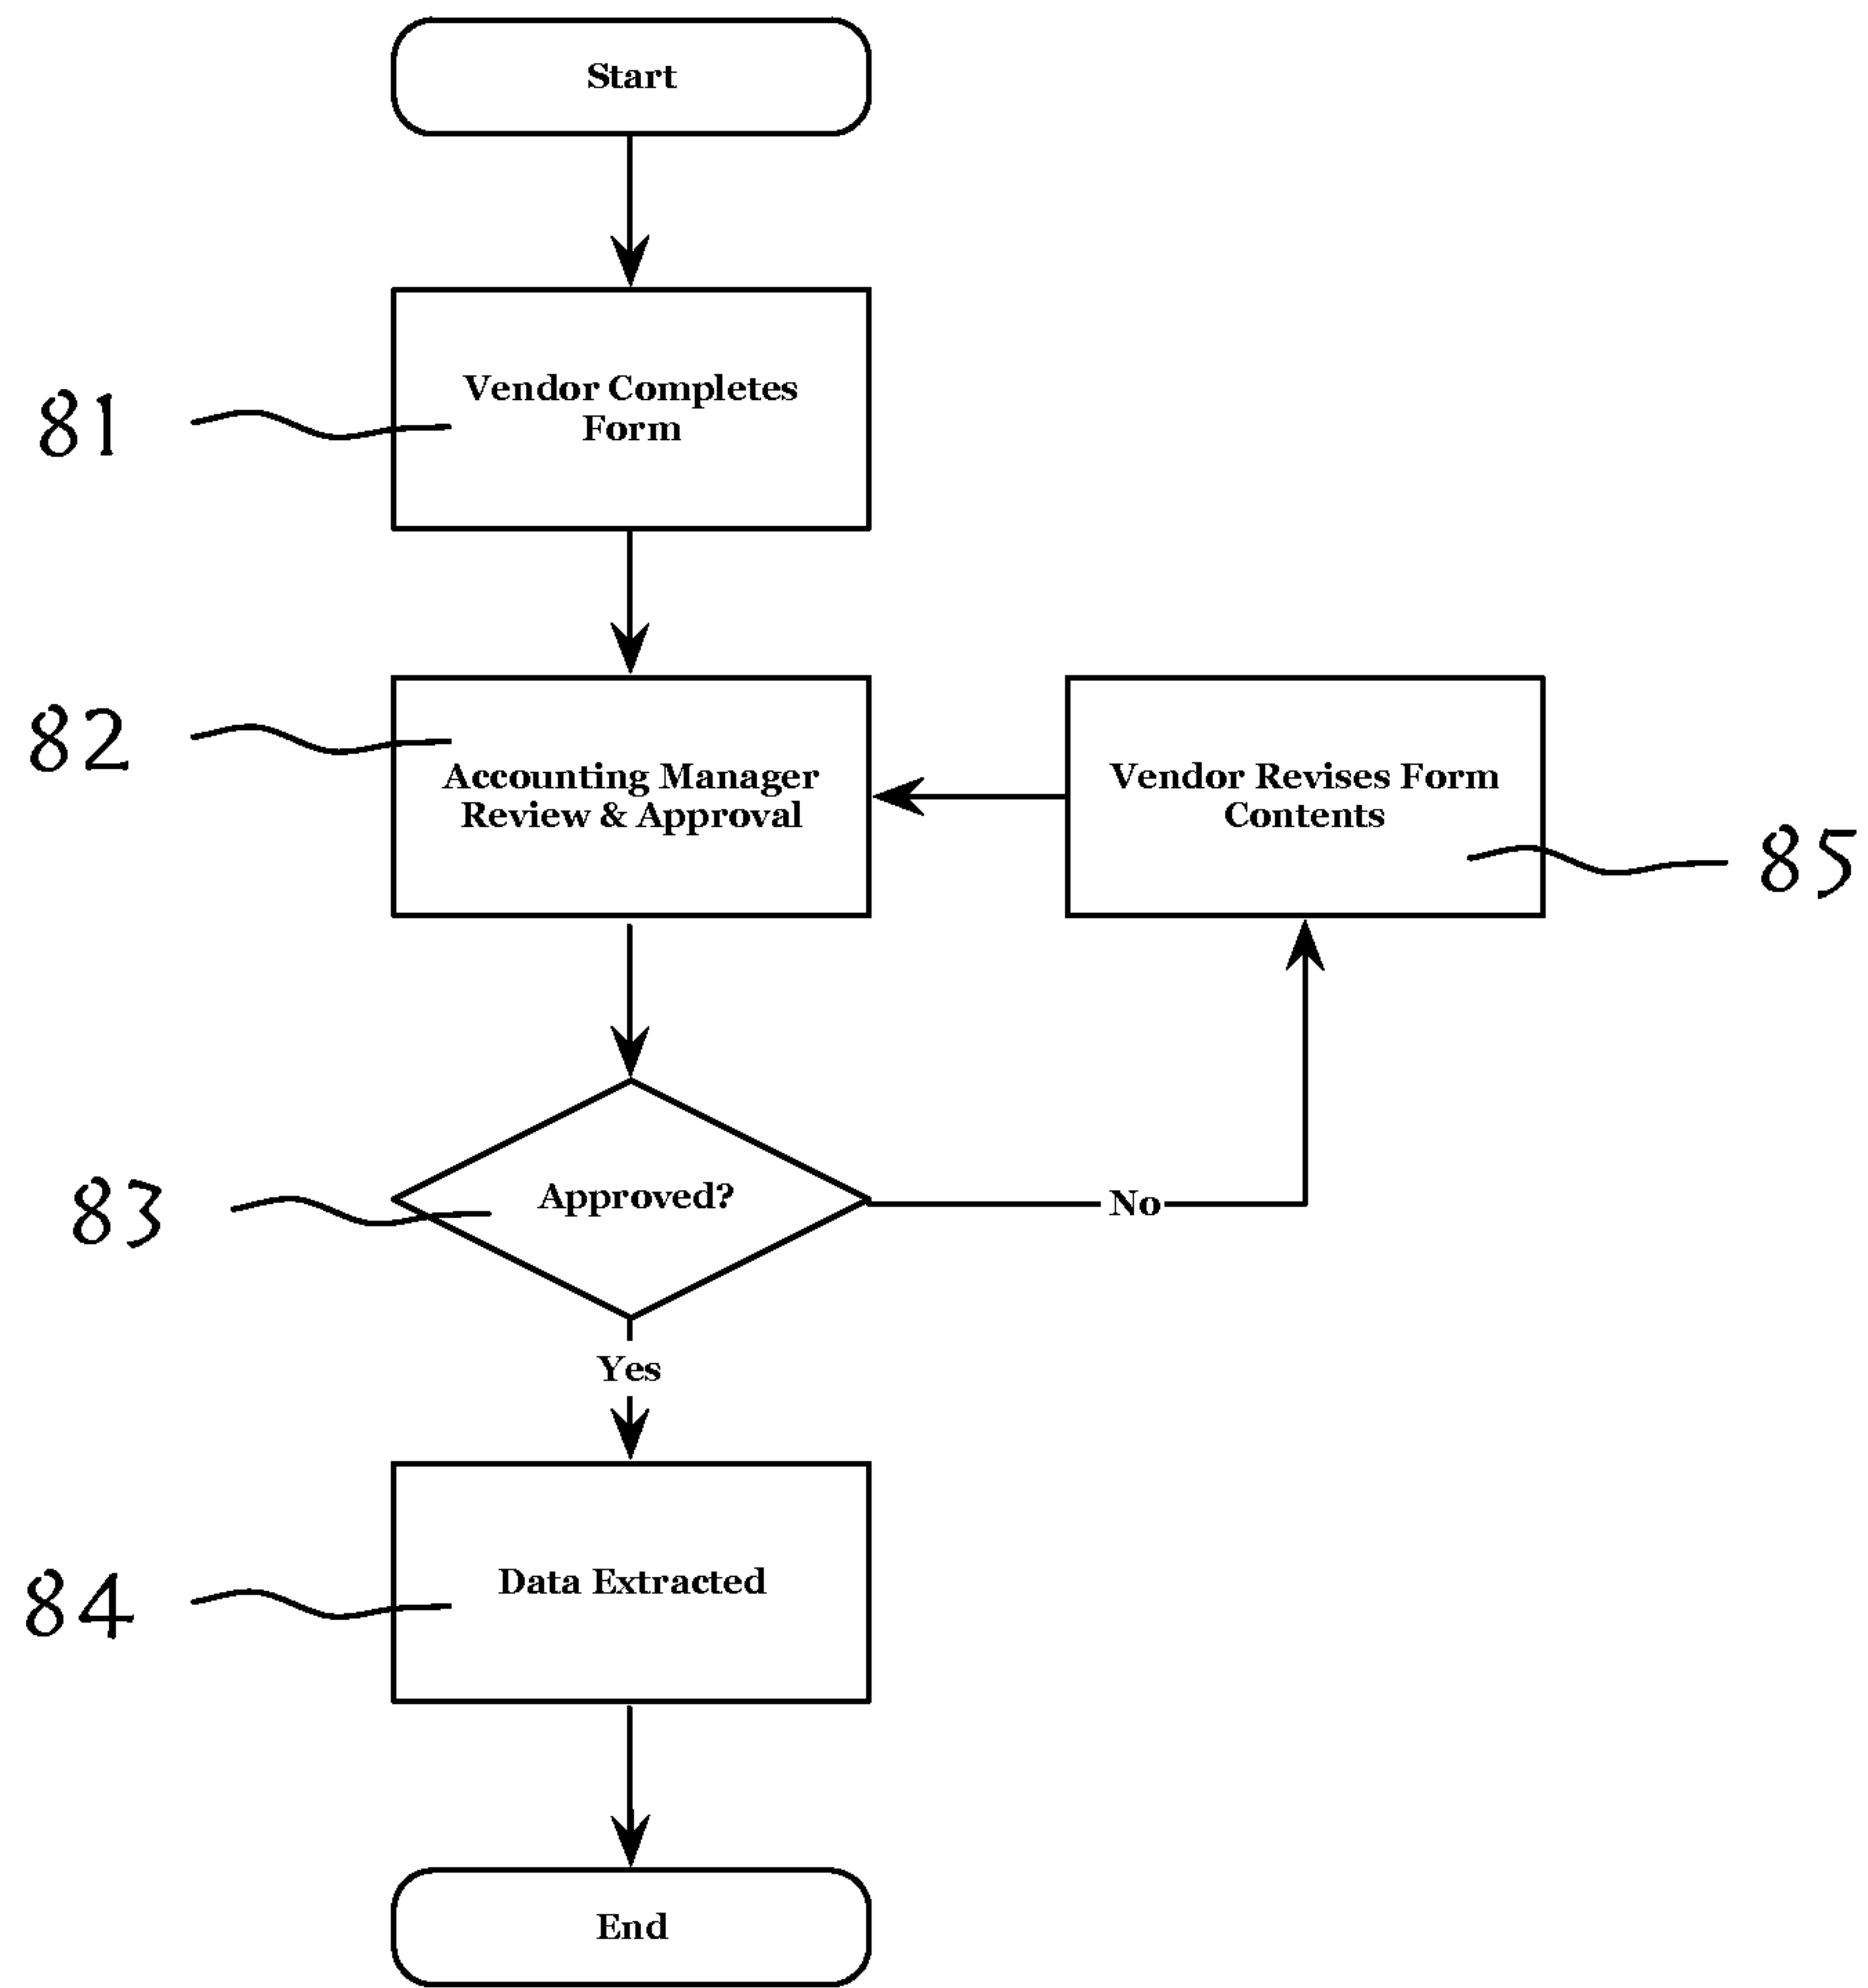 Start
81
Vendor Completes
Form
82
Accounting Manager
Review & Approval
Vendor Revises Form
Contents
85
83
Approved?
No
Yes
84
Data Extracted
End